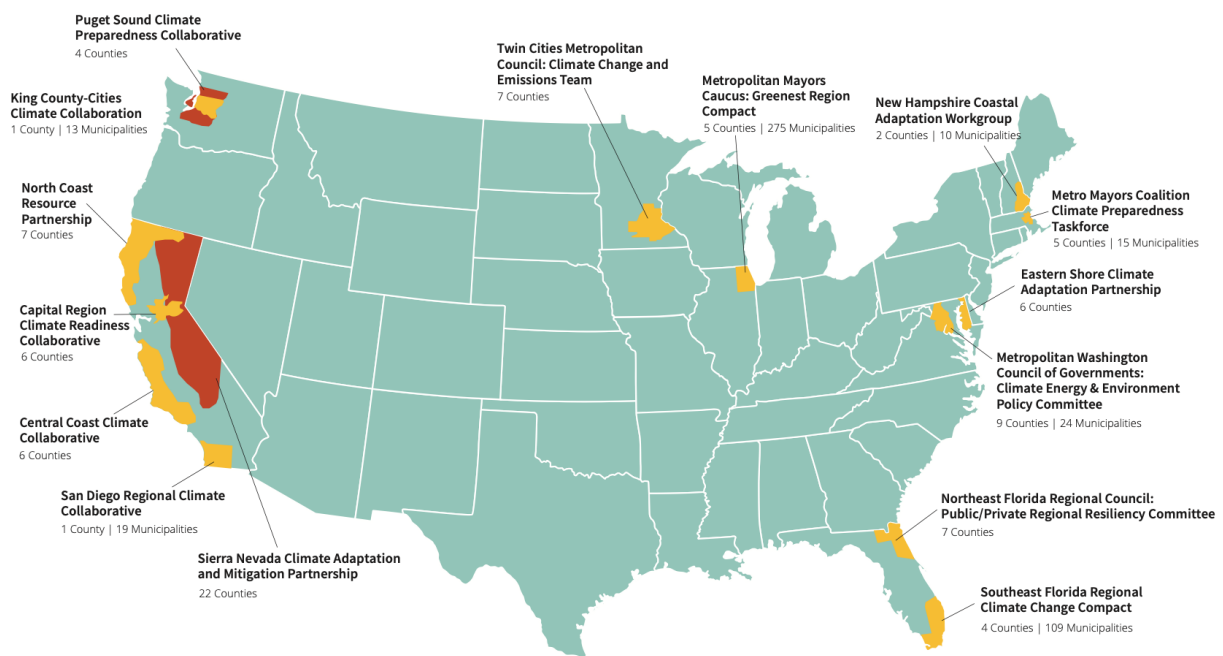 Puget Sound Climate
Preparedness Collaborative
4 Counties
King County-Cities
Climate Collaboration
1 County | 13 Municipalities
North Coast
Resource
Partnership
7 Counties
Capital Region
Climate Readiness
Collaborative
6 Counties
Central Coast Climate
Collaborative
6 Counties
San Diego Regional Climate
Collaborative
1 County | 19 Municipalities
Sierra Nevada Climate Adaptation
and Mitigation Partnership
22 Counties
Twin Cities Metropolitan
Council: Climate Change and
Emissions Team
7 Counties
Metropolitan Mayors
Caucus: Greenest Region
Compact
5 Counties | 275 Municipalities
New Hampshire Coastal
Adaptation Workgroup
2 Counties | 10 Municipalities
Metro Mayors Coalition
Climate Preparedness
Taskforce
5 Counties | 15 Municipalities
Eastern Shore Climate
Adaptation Partnership
6 Counties
Metropolitan Washington
Council of Governments:
Climate Energy & Environment
Policy Committee
9 Counties | 24 Municipalities
Northeast Florida Regional Council:
Public/Private Regional Resiliency Committee
7 Counties
Southeast Florida Regional
Climate Change Compact
4 Counties | 109 Municipalities